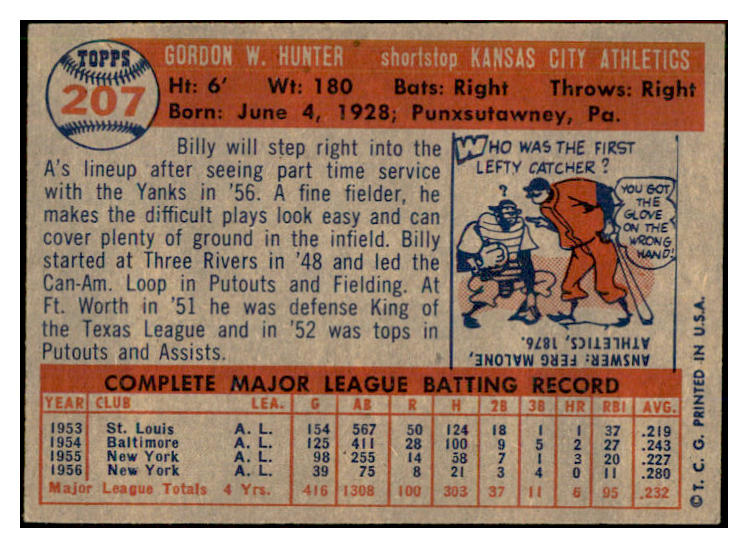 TOPPS
207
GORDON W. HUNTER shortstop KANSAS CITY ATHLETICS
Ht: 6' Wt: 180 Bats: Right Throws: Right
Born: June 4, 1928; Punxsutawney, Pa.
Billy will step right into the
A's lineup after seeing part time service
with the Yanks in '56. A fine fielder, he
makes the difficult plays look easy and can
cover plenty of ground in the infield. Billy
started at Three Rivers in '48 and led the
Can-Am. Loop in Putouts and Fielding. At
Ft. Worth in '51 he was defense King of
the Texas League and in '52 was tops in
Putouts and Assists.
WHO WAS THE FIRST
LEFTY CATCHER?
?
YOU GOT
THE
GLOVE
ON THE
WRONG
HAND!
ANSWER: FERG MALONE,
ATHLETICS, 1876.
COMPLETE MAJOR LEAGUE BATTING RECORD
YEAR CLUB LEA. G AB R H 2B 3B HR RBI AVG.
1953 St. Louis A. L. 154 567 50 124 18 1 1 37 .219
1954 Baltimore A. L. 125 411 28 100 9 5 2 27 .243
1955 New York A. L. 98 255 14 58 7 1 3 20 .227
1956 New York A. L. 39 75 8 21 3 4 0 11 .280
Major League Totals 4 Yrs. 416 1308 100 303 37 11 6 95 .232
© T. C. G. PRINTED IN U.S.A.